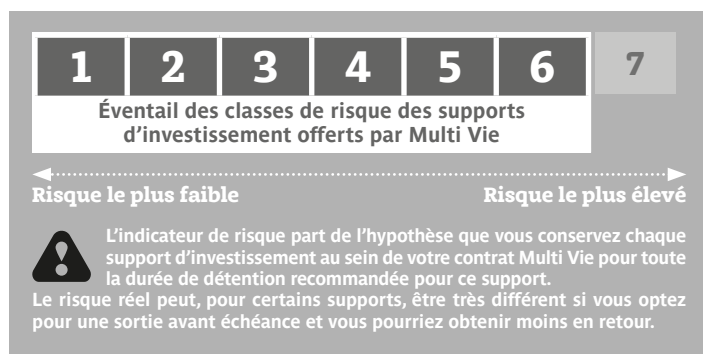 1 2 3 4 5 6 7
Éventail des classes de risque des supports
d’investissement offerts par Multi Vie
Risque le plus faible Risque le plus élevé
L’indicateur de risque part de l’hypothèse que vous conservez chaque
support d’investissement au sein de votre contrat Multi Vie pour toute
la durée de détention recommandée pour ce support.
Le risque réel peut, pour certains supports, être très différent si vous optez
pour une sortie avant échéance et vous pourriez obtenir moins en retour.